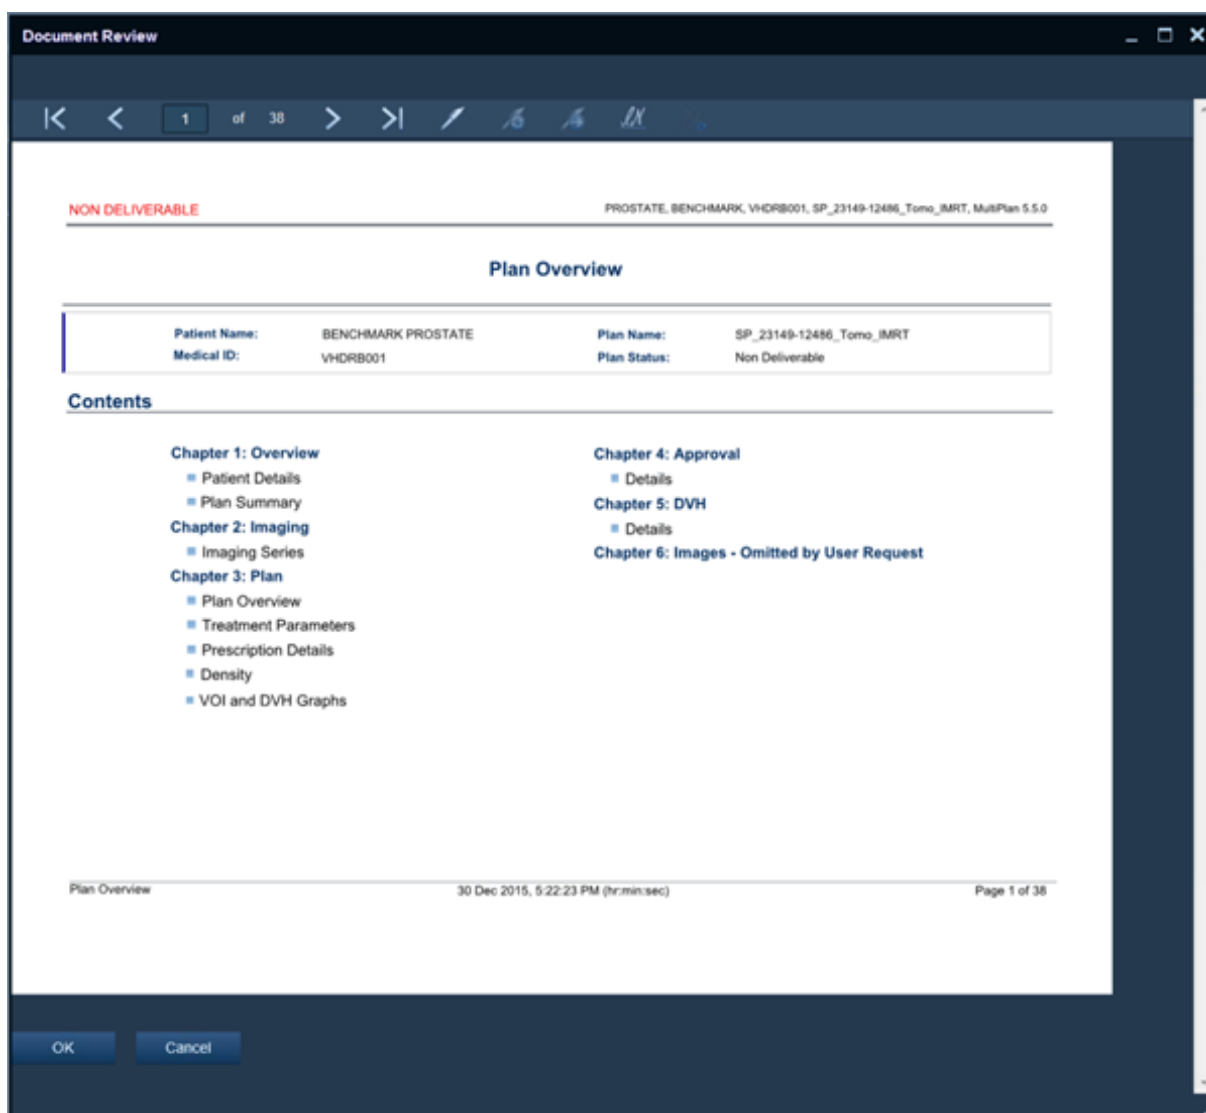 Document Review
1 of 38
NON DELIVERABLE PROSTATE, BENCHMARK, VHDRB001, SP_23149-12486_Tomo_IMRT, MultiPlan 5.5.0
Plan Overview
Patient Name: BENCHMARK PROSTATE Plan Name: SP_23149-12486_Tomo_IMRT
Medical ID: VHDRB001 Plan Status: Non Deliverable
Contents
Chapter 1: Overview
Patient Details
Plan Summary
Chapter 2: Imaging
Imaging Series
Chapter 3: Plan
Plan Overview
Treatment Parameters
Prescription Details
Density
VOI and DVH Graphs
Chapter 4: Approval
Details
Chapter 5: DVH
Details
Chapter 6: Images - Omitted by User Request
Plan Overview 30 Dec 2015, 5:22:23 PM (hr:min:sec) Page 1 of 38
OK Cancel